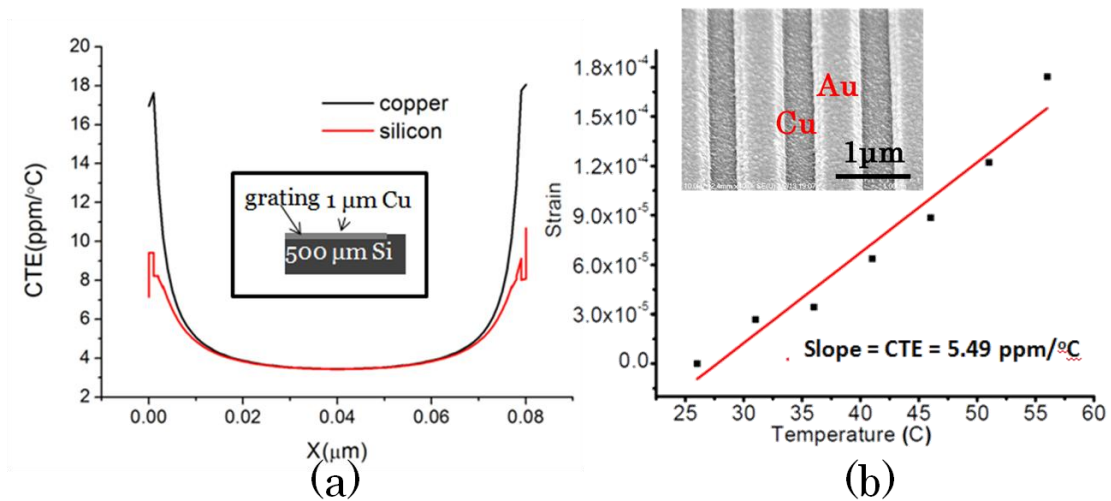 20
18
16
14
12
10
8
6
4
2
CTE(ppm/°C)
copper
silicon
grating 1 µm Cu
500 µm Si
0.00
0.02
0.04
0.06
0.08
X(µm)
(a)
1.8x10⁻⁴
1.5x10⁻⁴
1.2x10⁻⁴
9.0x10⁻⁵
6.0x10⁻⁵
3.0x10⁻⁵
0.0
Strain
Au
Cu
1µm
Slope = CTE = 5.49 ppm/°C
25
30
35
40
45
50
55
60
Temperature (C)
(b)